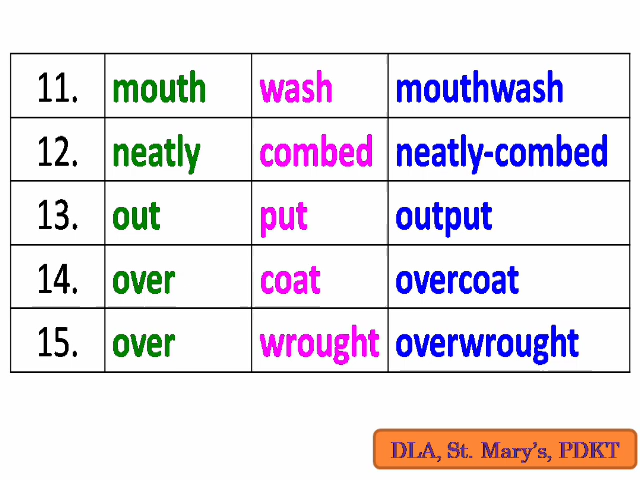 11. mouth wash mouthwash
12. neatly combed neatly-combed
13. out put output
14. over coat overcoat
15. over wrought overwrought
DLA, St. Mary's, PDKT